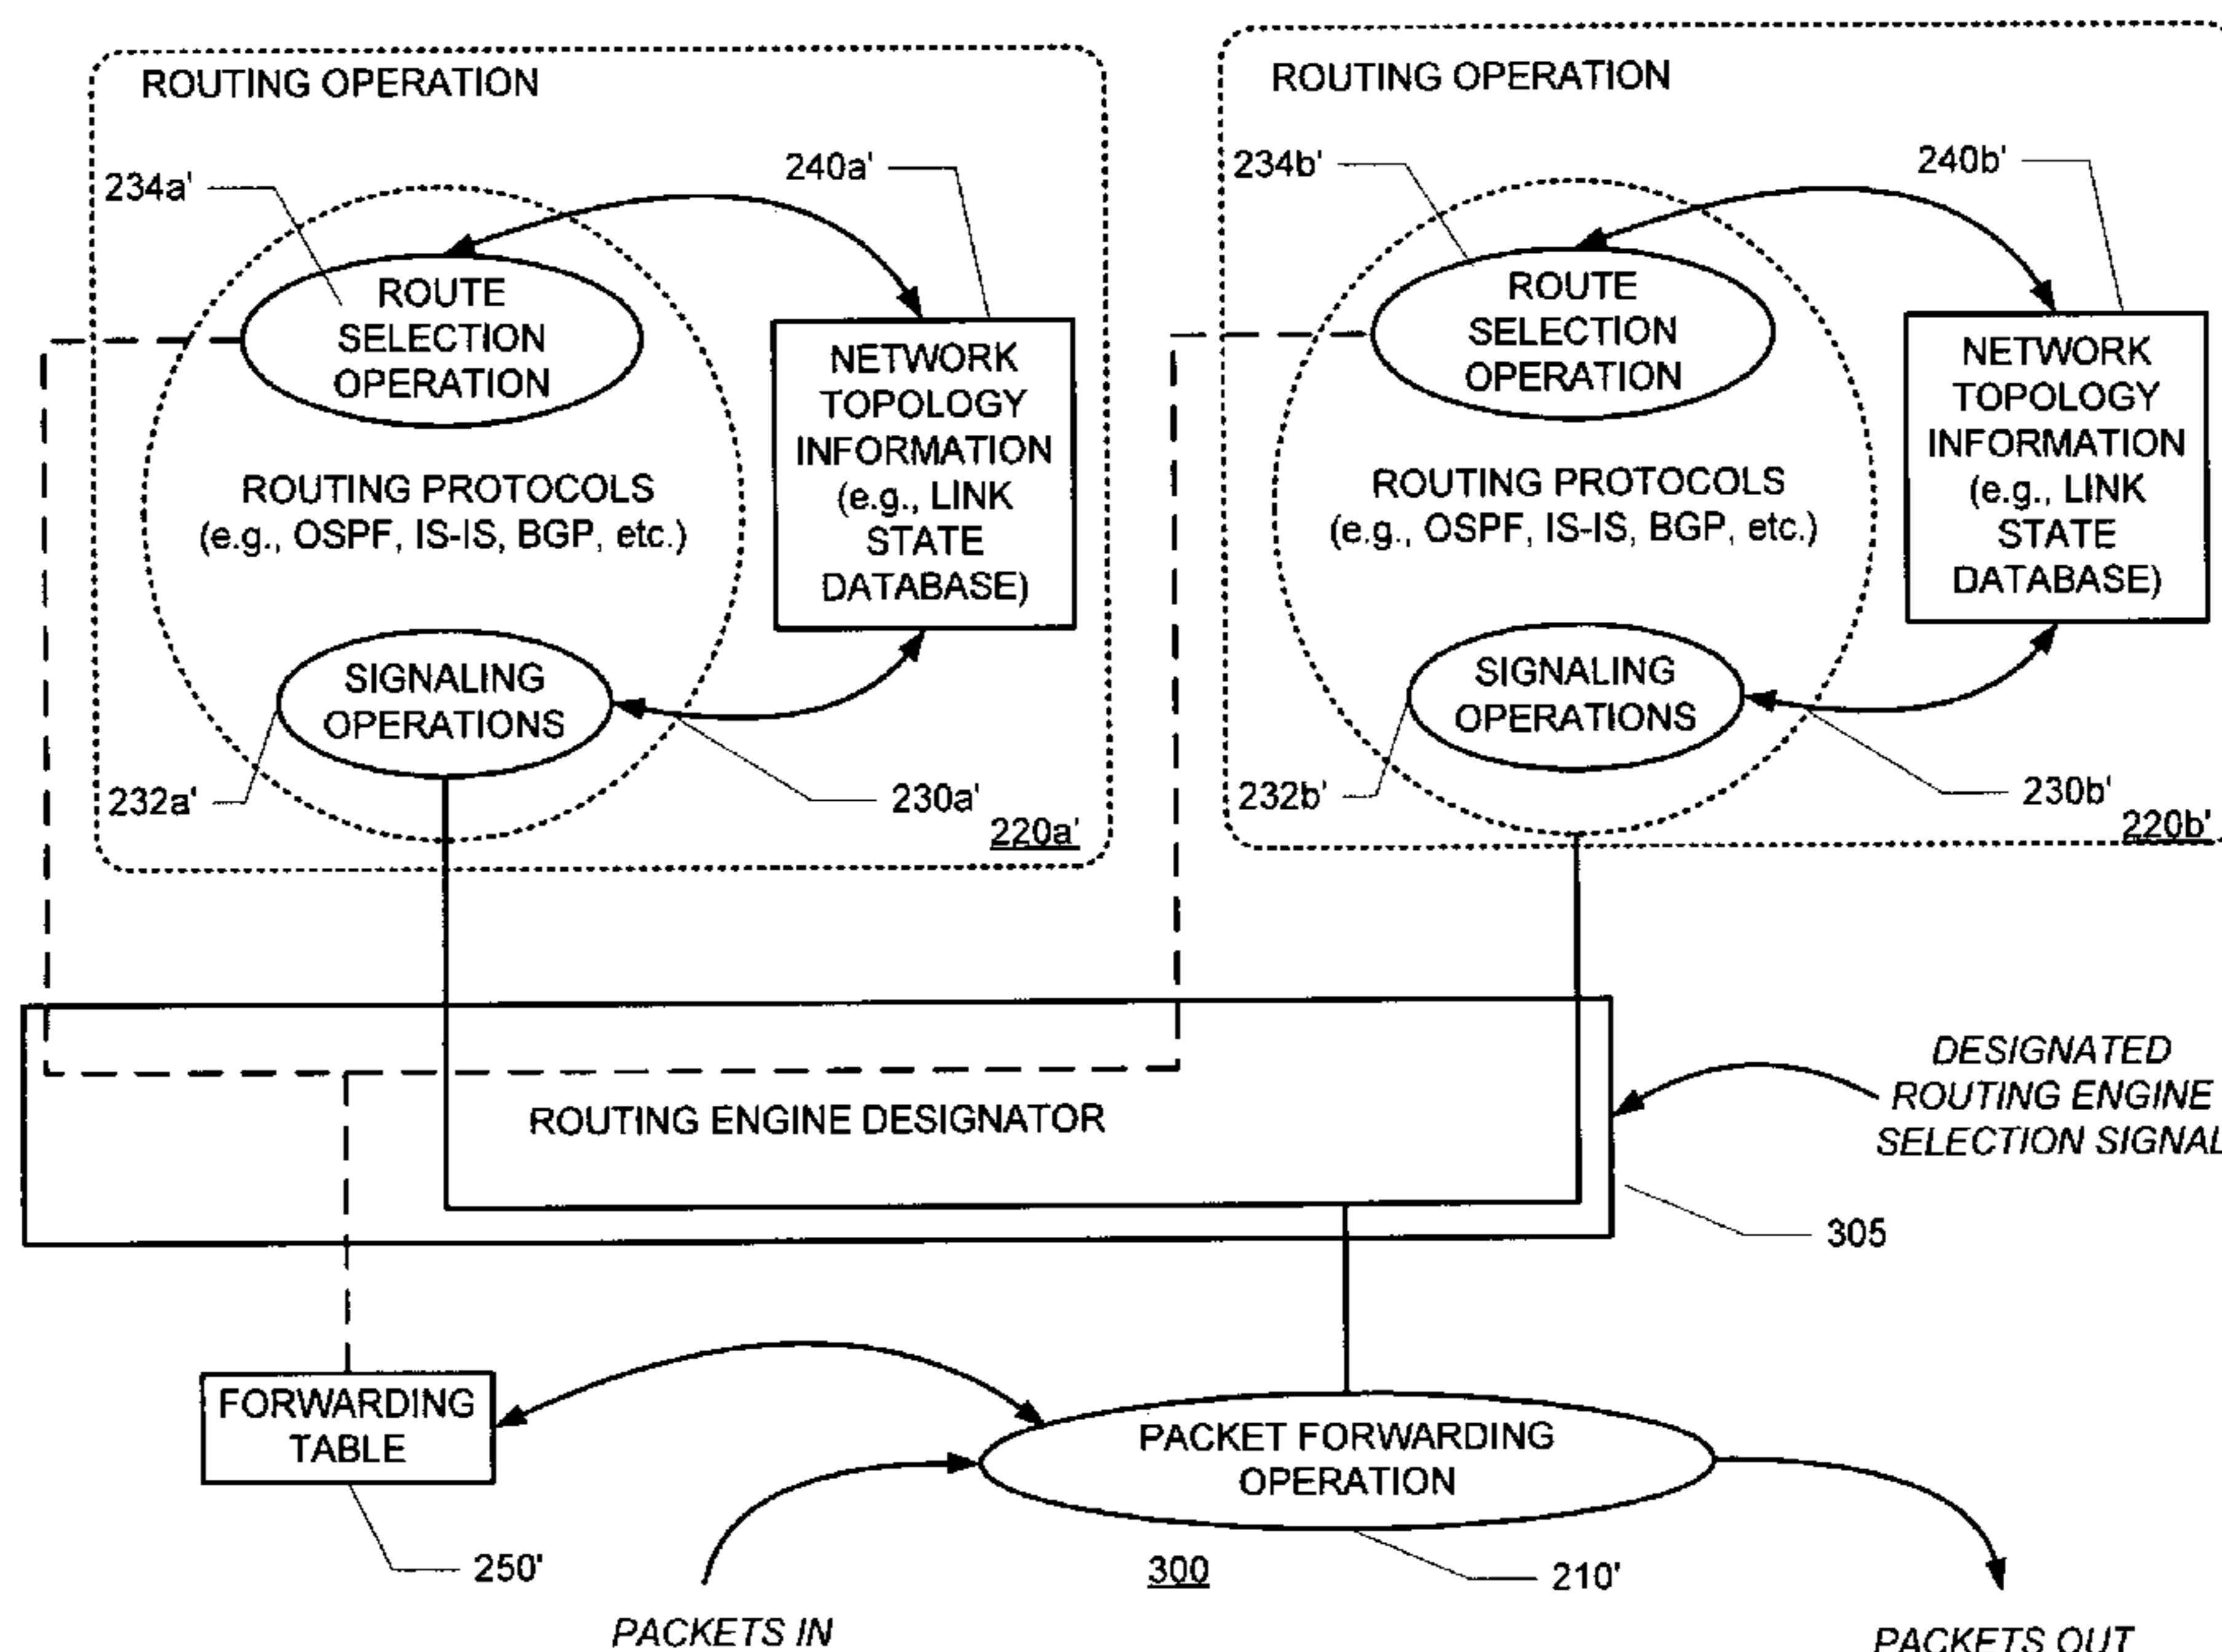 ROUTING OPERATION
234a'
240a'
ROUTE
SELECTION
OPERATION
NETWORK
TOPOLOGY
INFORMATION
(e.g., LINK
STATE
DATABASE)
ROUTING PROTOCOLS
(e.g., OSPF, IS-IS, BGP, etc.)
SIGNALING
OPERATIONS
232a'
230a'
220a'
ROUTING OPERATION
234b'
240b'
ROUTE
SELECTION
OPERATION
NETWORK
TOPOLOGY
INFORMATION
(e.g., LINK
STATE
DATABASE)
ROUTING PROTOCOLS
(e.g., OSPF, IS-IS, BGP, etc.)
SIGNALING
OPERATIONS
232b'
230b'
220b'
ROUTING ENGINE DESIGNATOR
DESIGNATED
ROUTING ENGINE
SELECTION SIGNAL
305
FORWARDING
TABLE
250'
PACKET FORWARDING
OPERATION
300
210'
PACKETS IN
PACKETS OUT